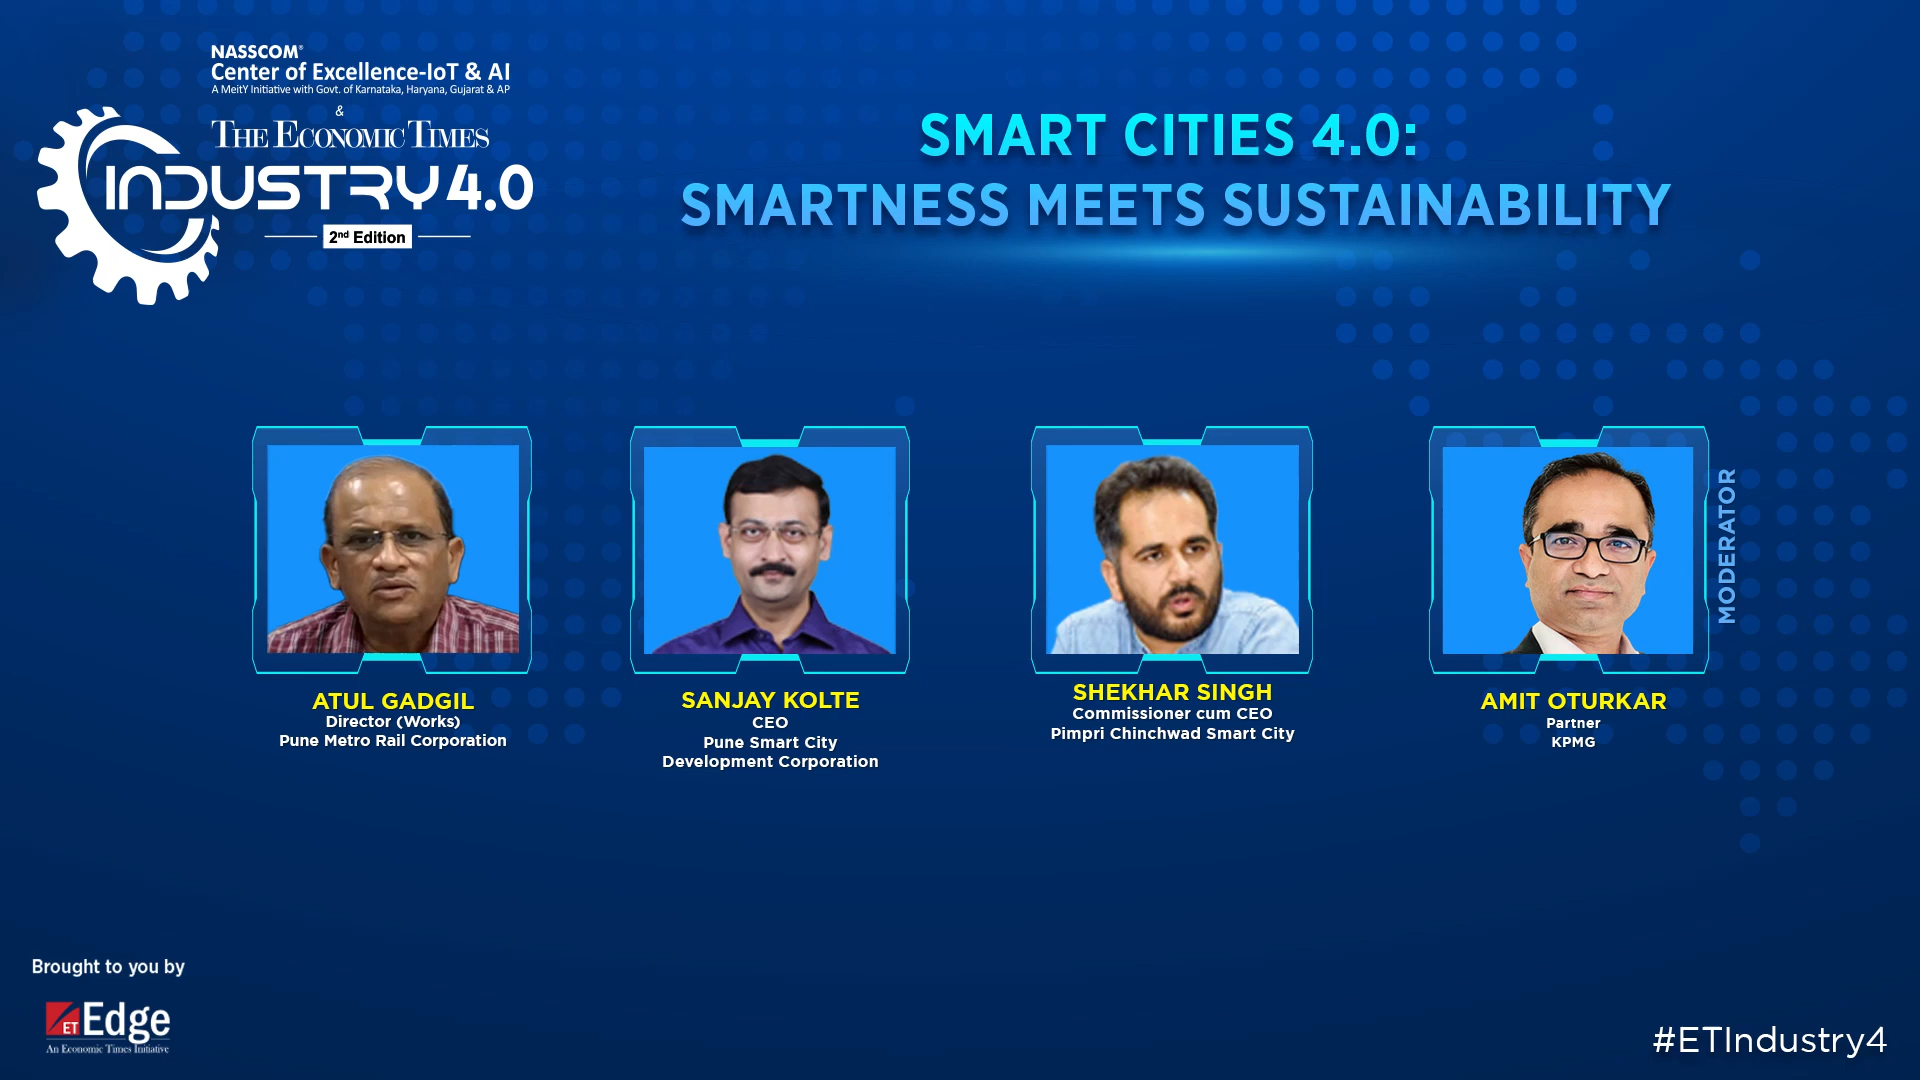 NASSCOM®
Center of Excellence-IoT & AI
A MeitY Initiative with Govt. of Karnataka, Haryana, Gujarat & AP
&
THE ECONOMIC TIMES
INDUSTRY 4.0
2nd Edition
SMART CITIES 4.0:
SMARTNESS MEETS SUSTAINABILITY
ATUL GADGIL
Director (Works)
Pune Metro Rail Corporation
SANJAY KOLTE
CEO
Pune Smart City
Development Corporation
SHEKHAR SINGH
Commissioner cum CEO
Pimpri Chinchwad Smart City
MODERATOR
AMIT OTURKAR
Partner
KPMG
Brought to you by
ET Edge
An Economic Times Initiative
#ETIndustry4